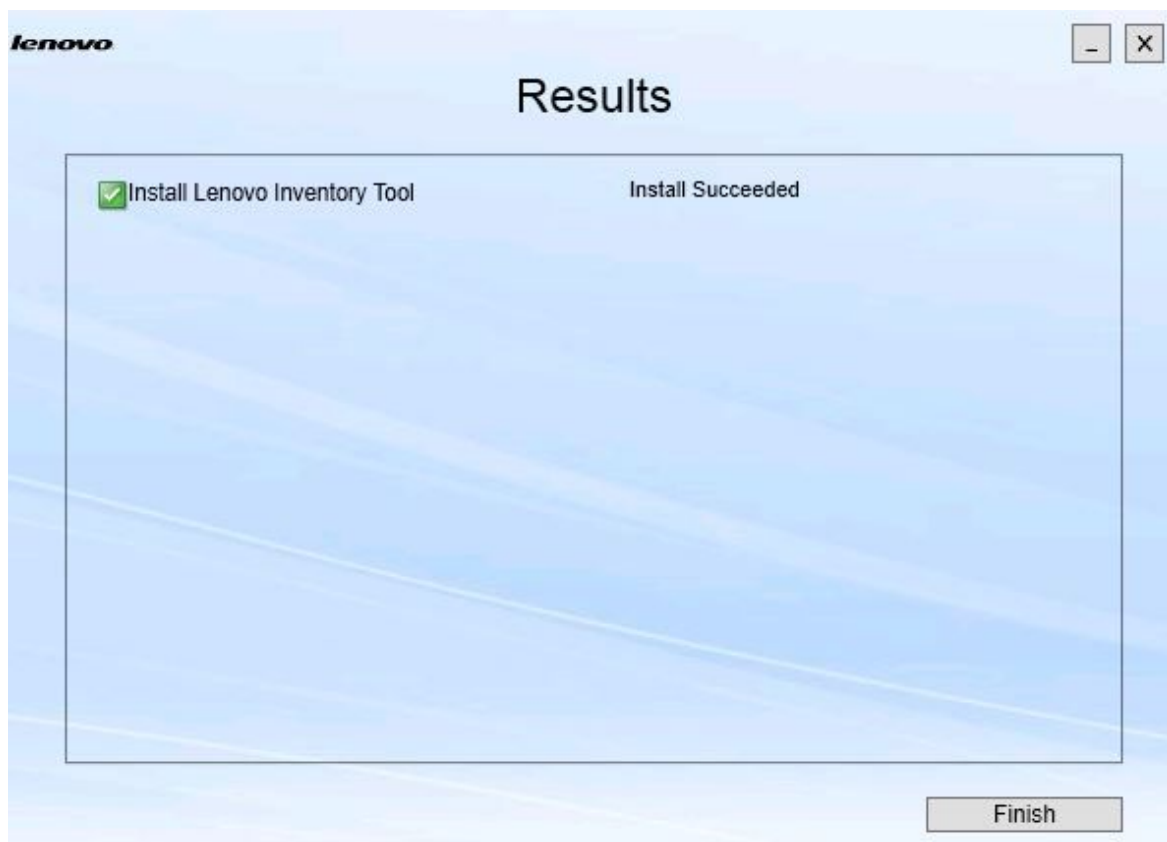 lenovo
Results
Install Lenovo Inventory Tool Install Succeeded
Finish